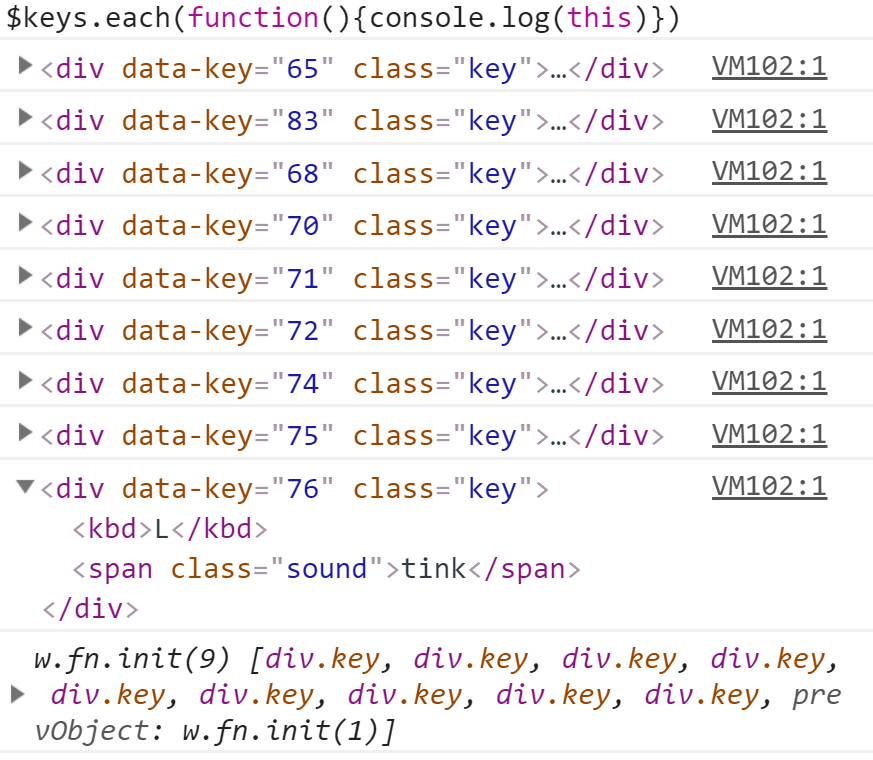 $keys.each(function(){console.log(this)})
<div data-key="65" class="key">…</div> VM102:1
<div data-key="83" class="key">…</div> VM102:1
<div data-key="68" class="key">…</div> VM102:1
<div data-key="70" class="key">…</div> VM102:1
<div data-key="71" class="key">…</div> VM102:1
<div data-key="72" class="key">…</div> VM102:1
<div data-key="74" class="key">…</div> VM102:1
<div data-key="75" class="key">…</div> VM102:1
<div data-key="76" class="key"> VM102:1
<kbd>L</kbd>
<span class="sound">tink</span>
</div>
w.fn.init(9) [div.key, div.key, div.key, div.key,
div.key, div.key, div.key, div.key, div.key, pre
vObject: w.fn.init(1)]